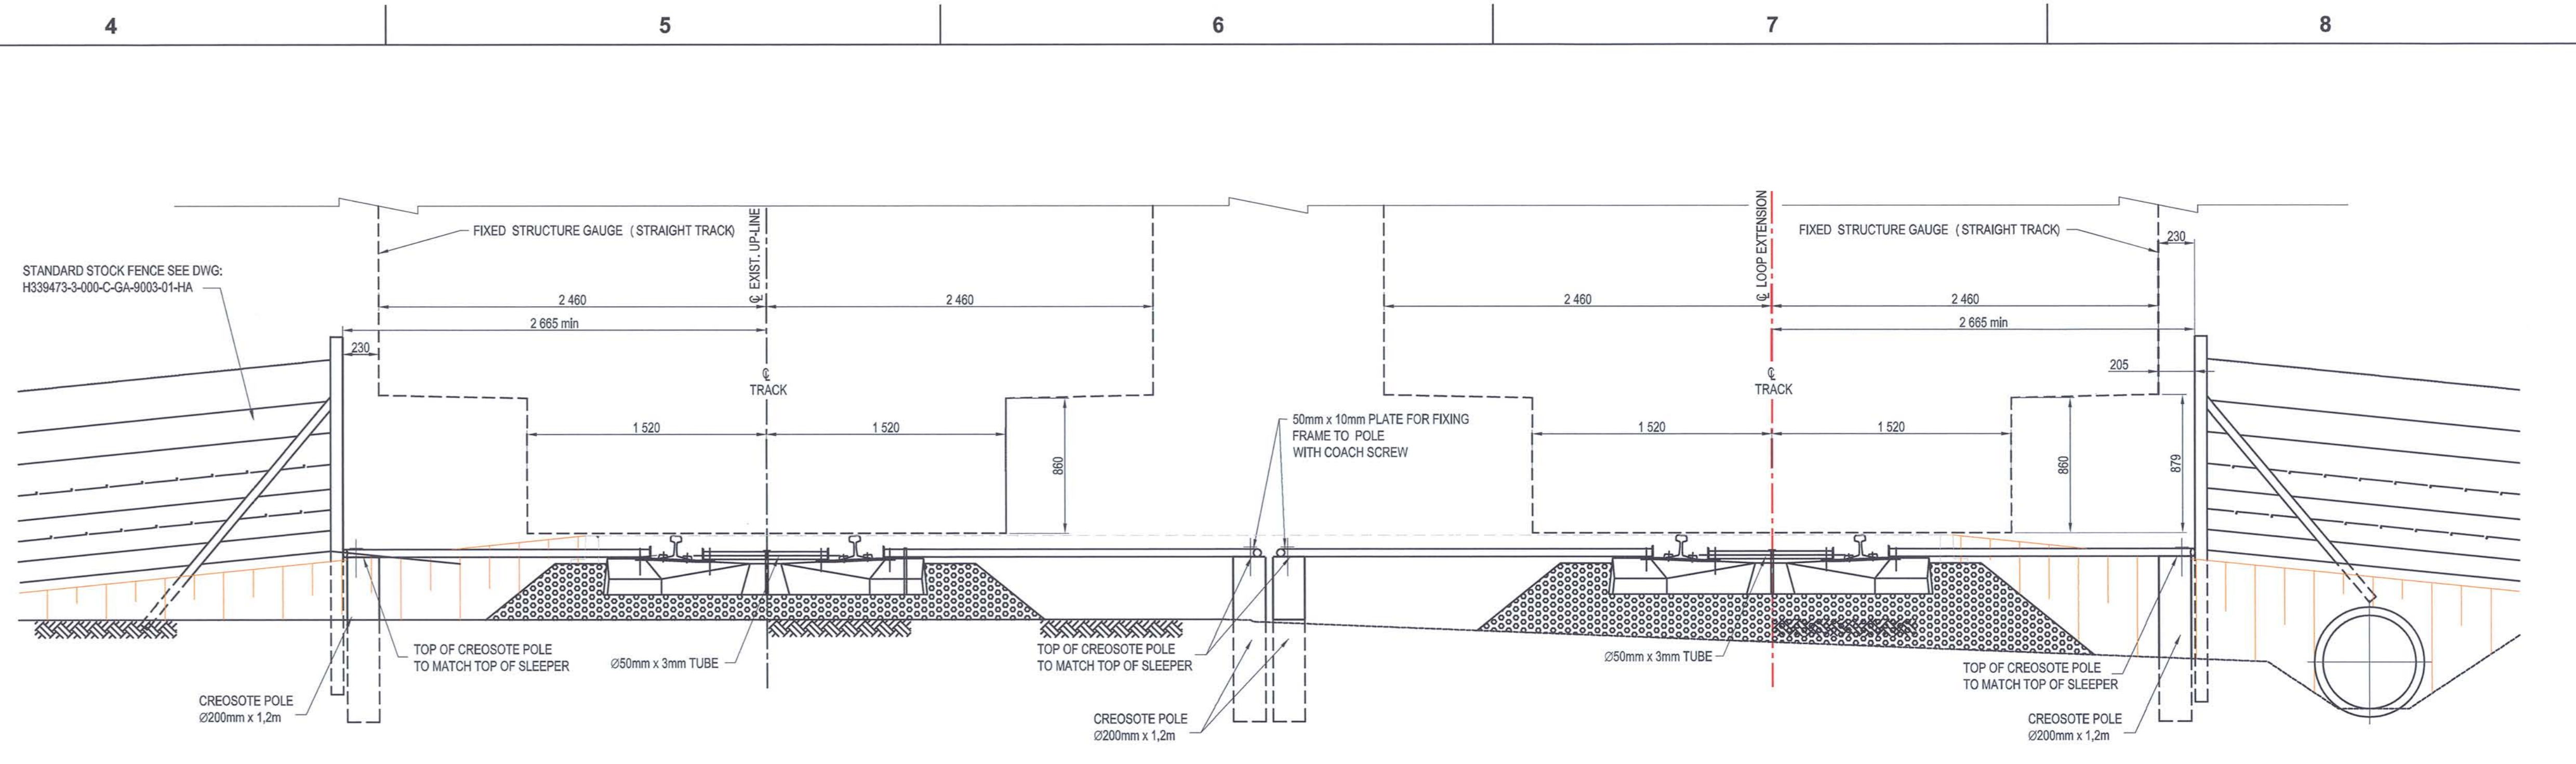 4
5
6
7
8
FIXED STRUCTURE GAUGE ( STRAIGHT TRACK)
℄ EXIST. UP-LINE
℄ LOOP EXTENSION
FIXED STRUCTURE GAUGE ( STRAIGHT TRACK)
230
STANDARD STOCK FENCE SEE DWG:
H339473-3-000-C-GA-9003-01-HA
2 460
2 460
2 460
2 460
2 665 min
2 665 min
230
205
℄
TRACK
℄
TRACK
1 520
1 520
50mm x 10mm PLATE FOR FIXING
FRAME TO POLE
WITH COACH SCREW
1 520
1 520
860
860
879
TOP OF CREOSOTE POLE
TO MATCH TOP OF SLEEPER
Ø50mm x 3mm TUBE
TOP OF CREOSOTE POLE
TO MATCH TOP OF SLEEPER
Ø50mm x 3mm TUBE
TOP OF CREOSOTE POLE
TO MATCH TOP OF SLEEPER
CREOSOTE POLE
Ø200mm x 1,2m
CREOSOTE POLE
Ø200mm x 1,2m
CREOSOTE POLE
Ø200mm x 1,2m